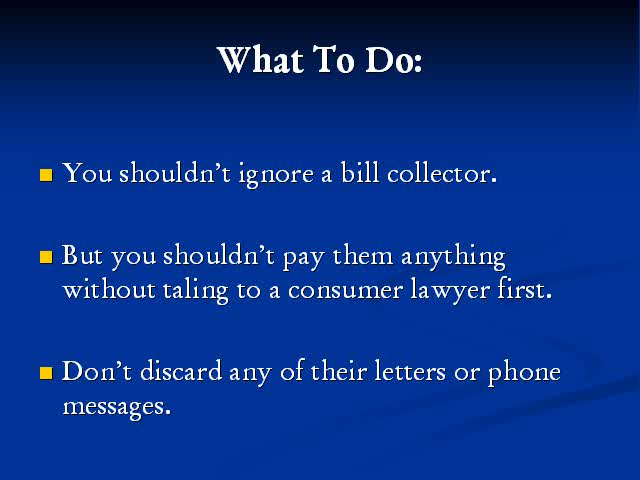 What To Do:
You shouldn't ignore a bill collector.
But you shouldn't pay them anything
without taling to a consumer lawyer first.
Don't discard any of their letters or phone
messages.